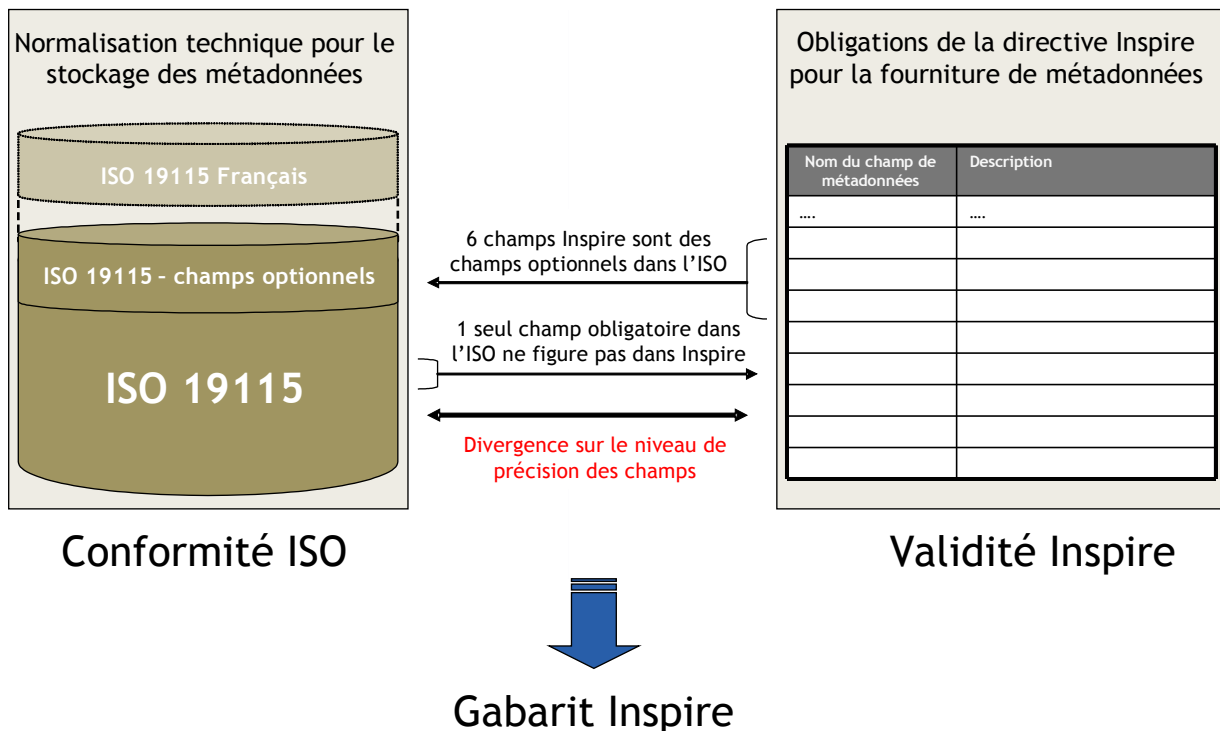 Normalisation technique pour le
stockage des métadonnées
ISO 19115 Français
ISO 19115 – champs optionnels
ISO 19115
Conformité ISO
6 champs Inspire sont des
champs optionnels dans l'ISO
1 seul champ obligatoire dans
l'ISO ne figure pas dans Inspire
Divergence sur le niveau de
précision des champs
Obligations de la directive Inspire
pour la fourniture de métadonnées
Nom du champ de
métadonnées
Description
....
....
Validité Inspire
Gabarit Inspire